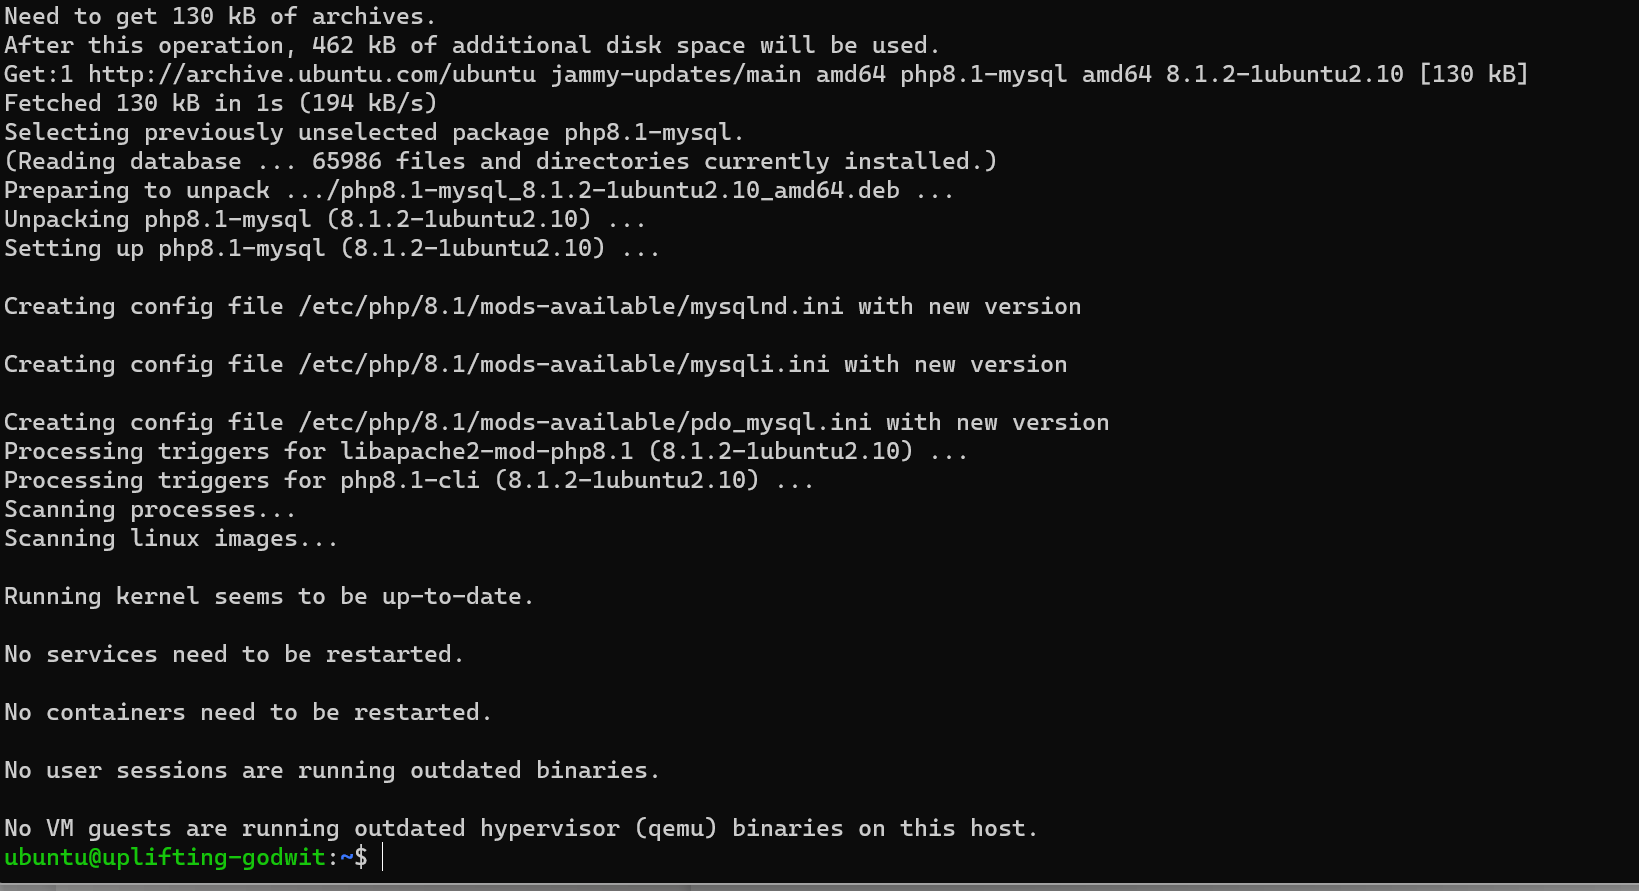 Need to get 130 kB of archives.
After this operation, 462 kB of additional disk space will be used.
Get:1 http://archive.ubuntu.com/ubuntu jammy-updates/main amd64 php8.1-mysql amd64 8.1.2-1ubuntu2.10 [130 kB]
Fetched 130 kB in 1s (194 kB/s)
Selecting previously unselected package php8.1-mysql.
(Reading database ... 65986 files and directories currently installed.)
Preparing to unpack .../php8.1-mysql_8.1.2-1ubuntu2.10_amd64.deb ...
Unpacking php8.1-mysql (8.1.2-1ubuntu2.10) ...
Setting up php8.1-mysql (8.1.2-1ubuntu2.10) ...

Creating config file /etc/php/8.1/mods-available/mysqlnd.ini with new version

Creating config file /etc/php/8.1/mods-available/mysqli.ini with new version

Creating config file /etc/php/8.1/mods-available/pdo_mysql.ini with new version
Processing triggers for libapache2-mod-php8.1 (8.1.2-1ubuntu2.10) ...
Processing triggers for php8.1-cli (8.1.2-1ubuntu2.10) ...
Scanning processes...
Scanning linux images...

Running kernel seems to be up-to-date.

No services need to be restarted.

No containers need to be restarted.

No user sessions are running outdated binaries.

No VM guests are running outdated hypervisor (qemu) binaries on this host.
ubuntu@uplifting-godwit:~$